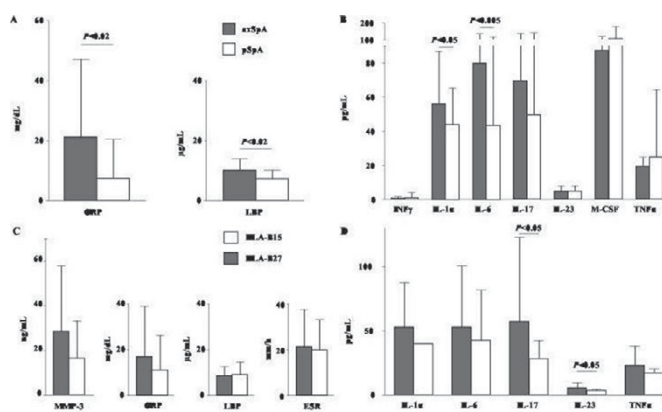 A
60
40
20
0
mg/dL
P<0.02
CRP
axSpA
pSpA
40
20
0
µg/mL
P<0.02
LBP
B
200
100
80
60
40
20
0
pg/mL
P<0.05
P<0.005
INFγ IL-1α IL-6 IL-17 IL-23 M-CSF TNFα
C
HLA-B15
HLA-B27
60
40
20
0
ng/mL
MMP-3
40
20
0
mg/dL
CRP
40
20
0
µg/mL
LBP
40
20
0
mm/h
ESR
D
100
50
0
pg/mL
P<0.05
P<0.05
IL-1α IL-6 IL-17 IL-23 TNFα